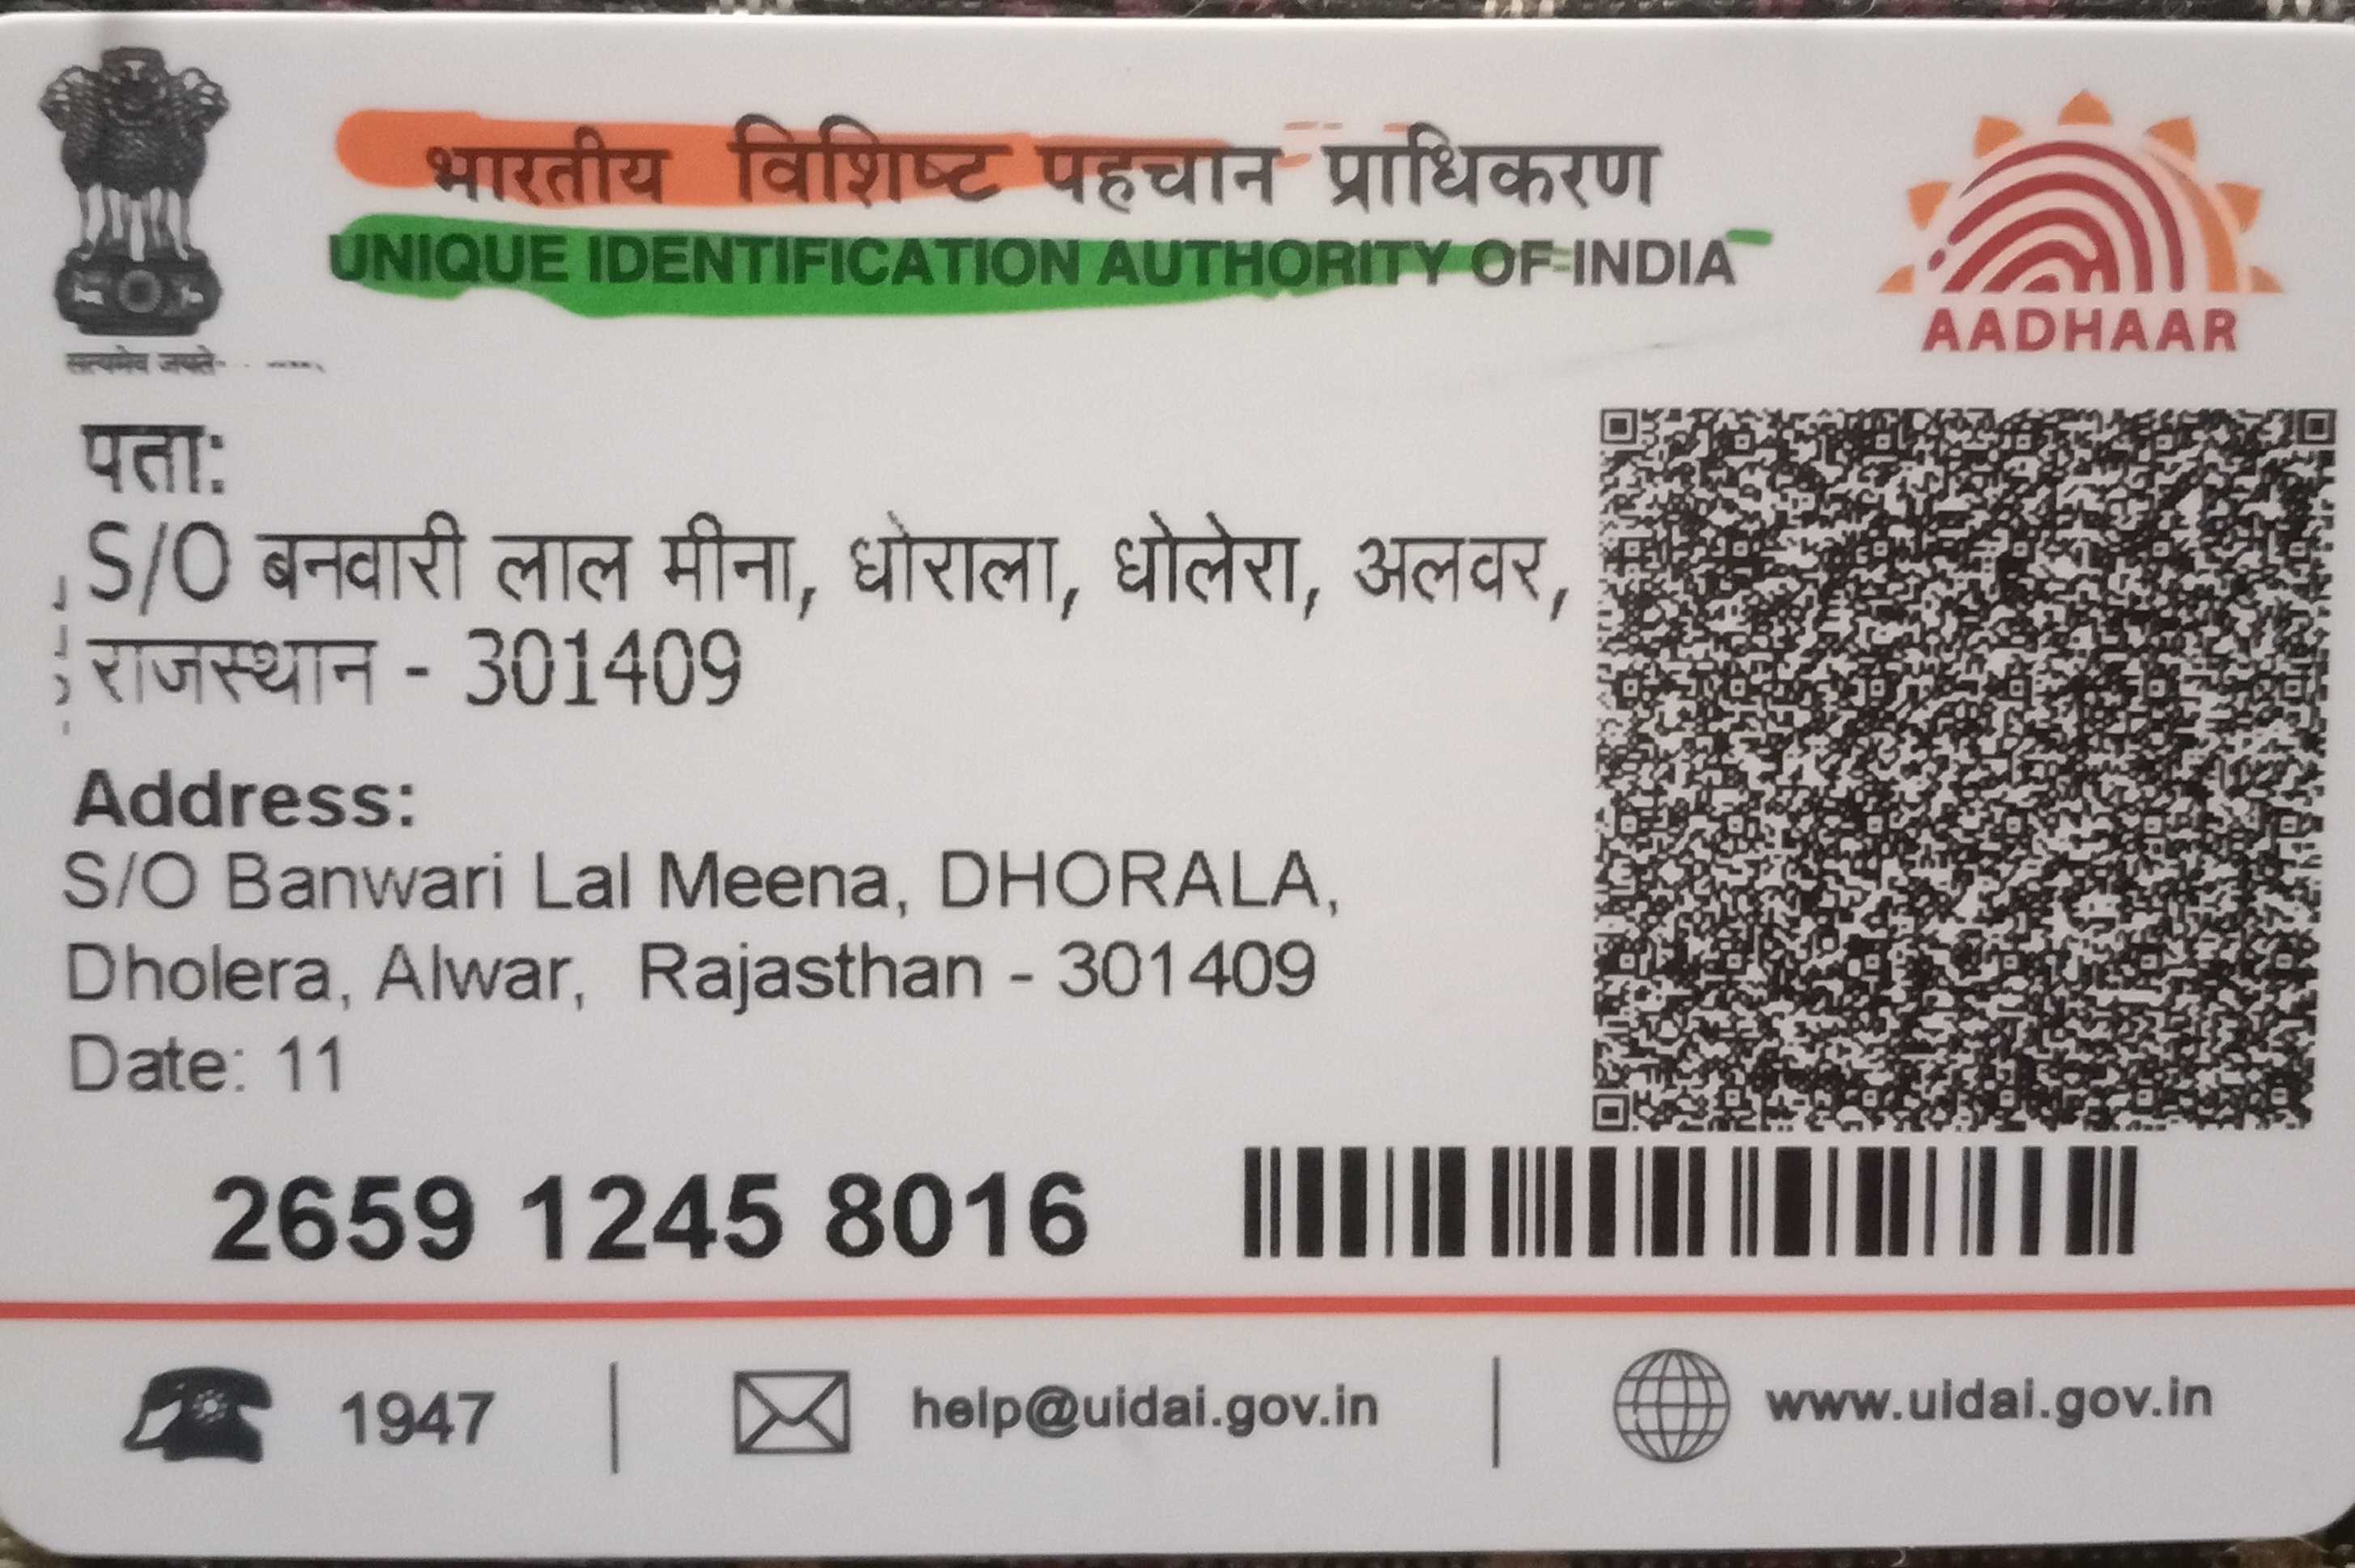 भारतीय विशिष्ट पहचान प्राधिकरण
UNIQUE IDENTIFICATION AUTHORITY OF INDIA
AADHAAR
सत्यमेव जयते
पता:
S/O बनवारी लाल मीना, धोराला, धोलेरा, अलवर,
राजस्थान - 301409
Address:
S/O Banwari Lal Meena, DHORALA,
Dholera, Alwar, Rajasthan - 301409
Date: 11
2659 1245 8016
1947
help@uidai.gov.in
www.uidai.gov.in